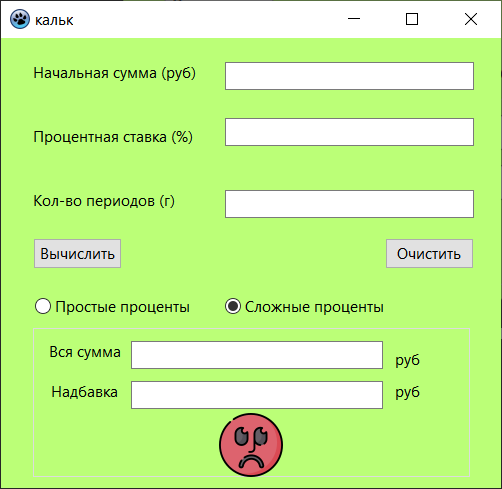 кальк
Начальная сумма (руб)
Процентная ставка (%)
Кол-во периодов (г)
Вычислить Очистить
Простые проценты Сложные проценты
Вся сумма руб
Надбавка руб